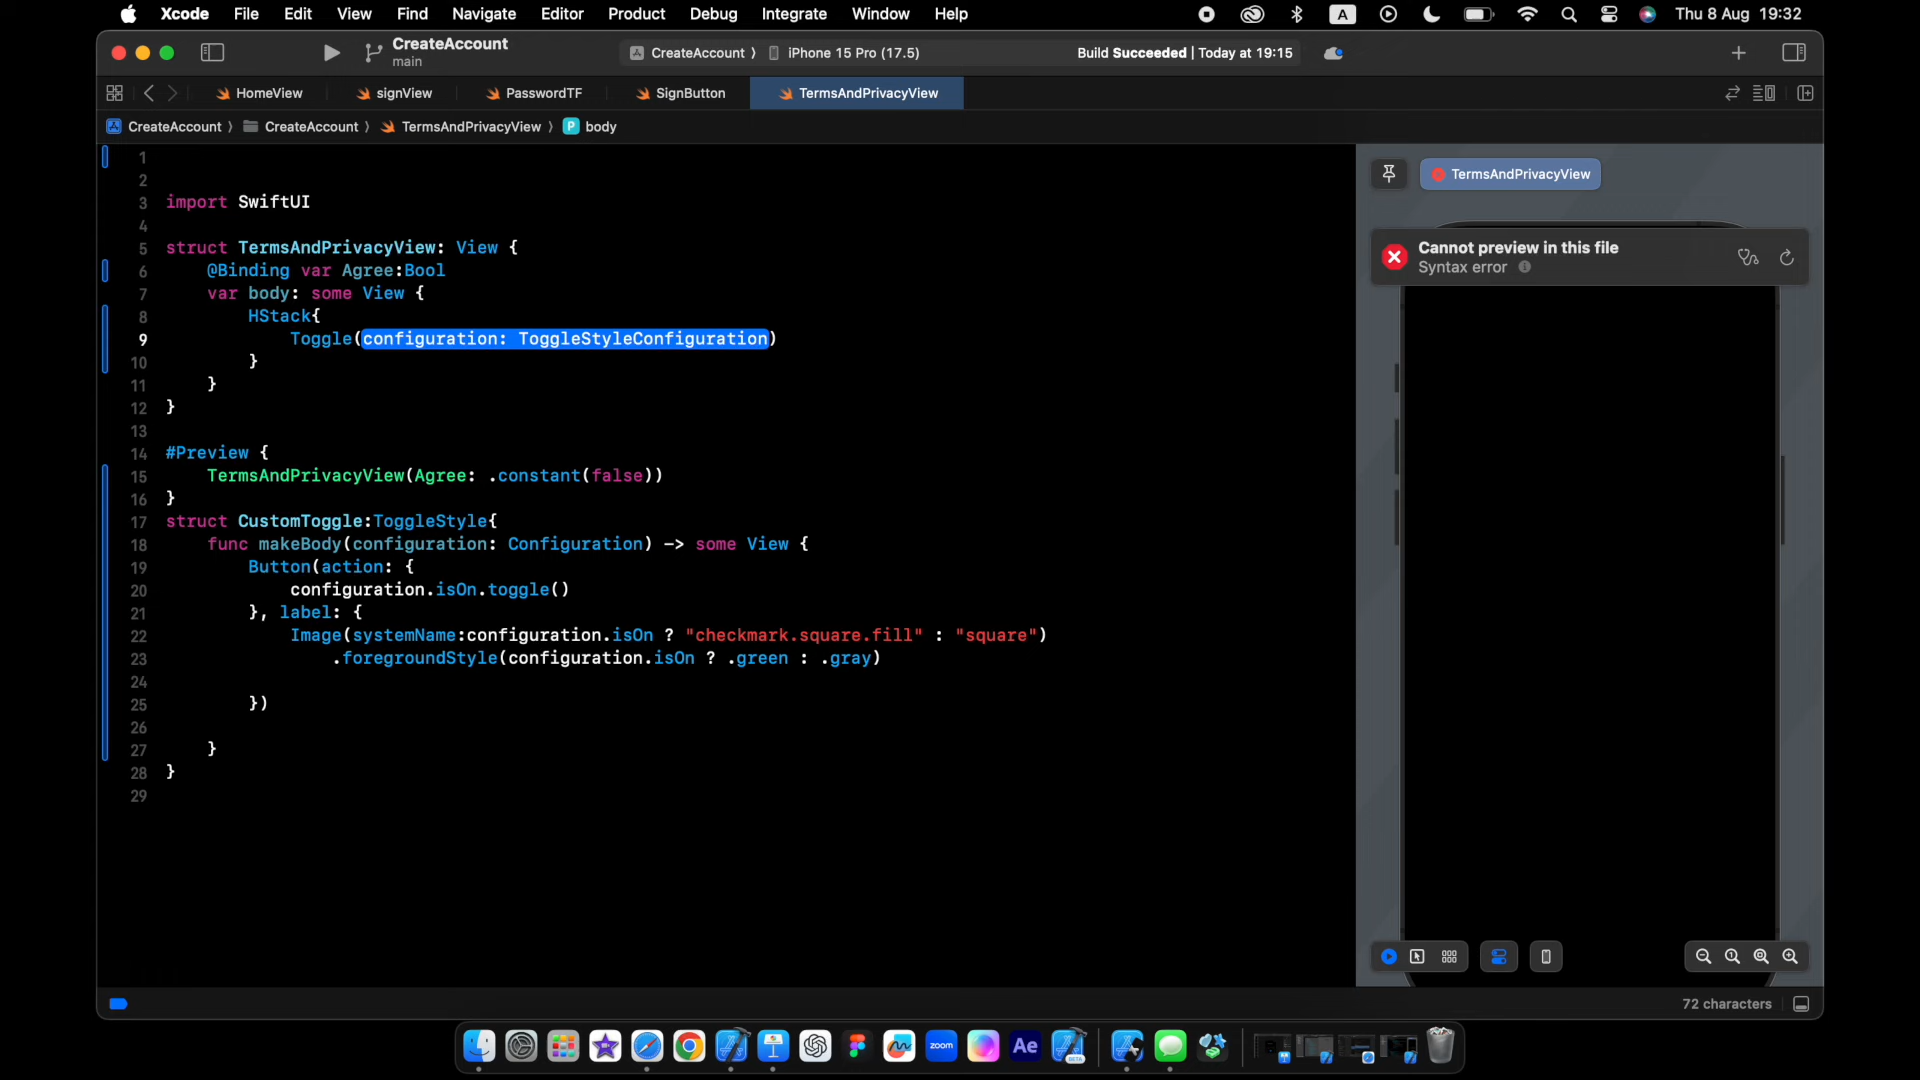 Xcode File Edit View Find Navigate Editor Product Debug Integrate Window Help A Thu 8 Aug 19:32
CreateAccount
main
CreateAccount 〉 iPhone 15 Pro (17.5) Build Succeeded | Today at 19:15
HomeView signView PasswordTF SignButton TermsAndPrivacyView
CreateAccount 〉 CreateAccount 〉 TermsAndPrivacyView 〉 P body
1
2
3 import SwiftUI
4
5 struct TermsAndPrivacyView: View {
6 @Binding var Agree:Bool
7 var body: some View {
8 HStack{
9 Toggle(configuration: ToggleStyleConfiguration)
10 }
11 }
12 }
13
14 #Preview {
15 TermsAndPrivacyView(Agree: .constant(false))
16 }
17 struct CustomToggle:ToggleStyle{
18 func makeBody(configuration: Configuration) -> some View {
19 Button(action: {
20 configuration.isOn.toggle()
21 }, label: {
22 Image(systemName:configuration.isOn ? "checkmark.square.fill" : "square")
23 .foregroundStyle(configuration.isOn ? .green : .gray)
24
25 })
26
27 }
28 }
29
TermsAndPrivacyView
Cannot preview in this file
Syntax error
72 characters
zoom Ae BETA